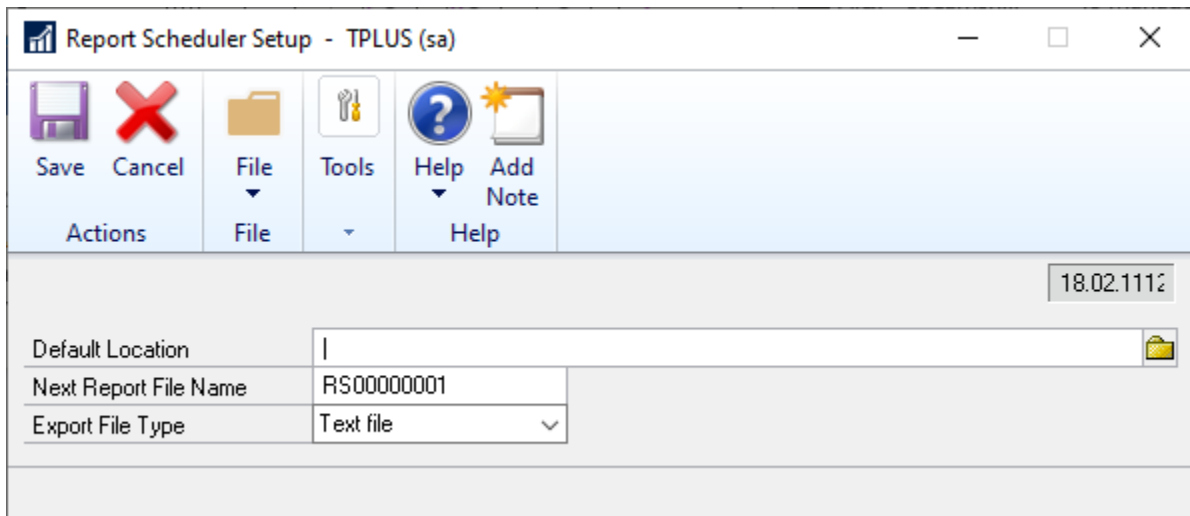 Report Scheduler Setup - TPLUS (sa)
Save Cancel File Tools Help Add Note
Actions File Help
18.02.1112
Default Location
Next Report File Name RS00000001
Export File Type Text file